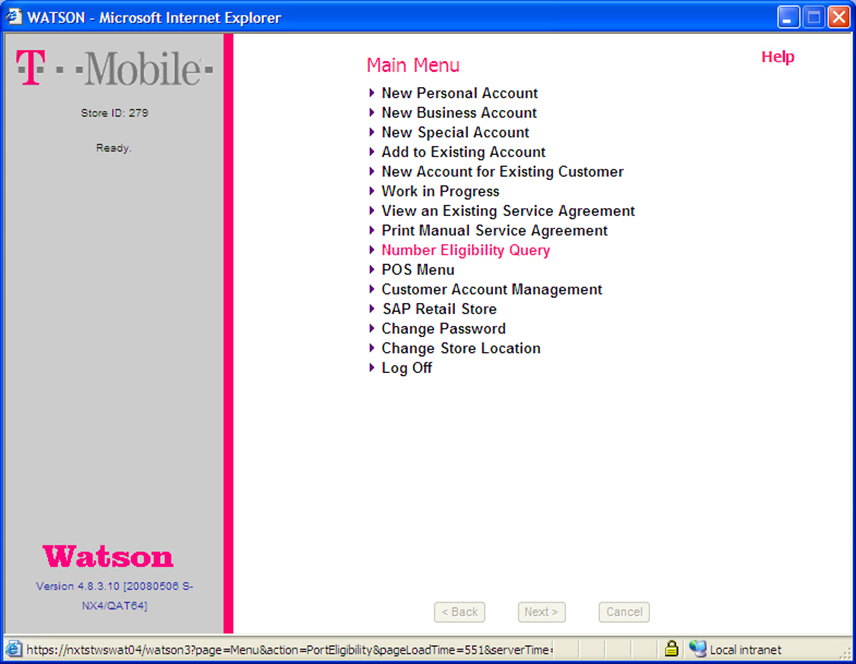 WATSON - Microsoft Internet Explorer
T··Mobile·
Store ID: 279
Ready.
Main Menu
Help
New Personal Account
New Business Account
New Special Account
Add to Existing Account
New Account for Existing Customer
Work in Progress
View an Existing Service Agreement
Print Manual Service Agreement
Number Eligibility Query
POS Menu
Customer Account Management
SAP Retail Store
Change Password
Change Store Location
Log Off
Watson
Version 4.8.3.10 [20080506 S-
NX4/QAT64]
< Back
Next >
Cancel
https://nxtstwswat04/watson3?page=Menu&action=PortEligibility&pageLoadTime=551&serverTime=
Local intranet